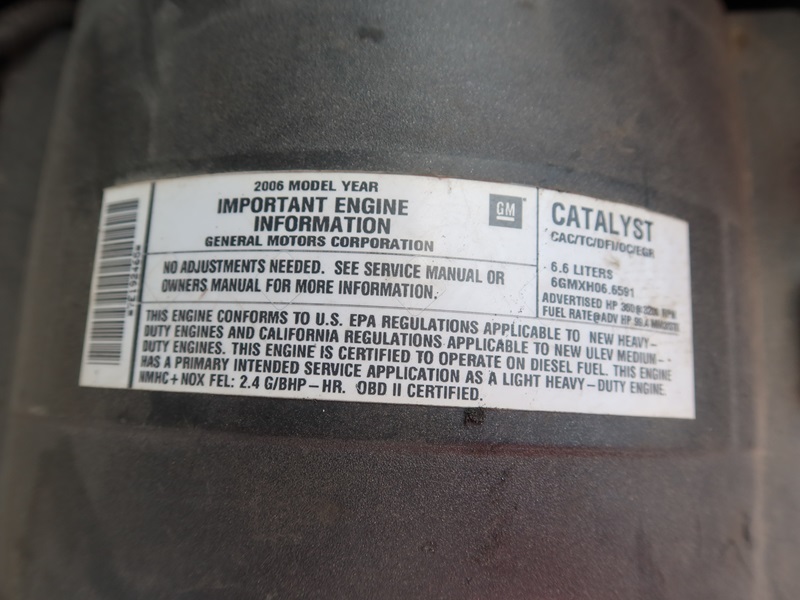 2006 MODEL YEAR
IMPORTANT ENGINE
INFORMATION
GENERAL MOTORS CORPORATION
GM
NO ADJUSTMENTS NEEDED. SEE SERVICE MANUAL OR
OWNERS MANUAL FOR MORE INFORMATION.
CATALYST
CAC/TC/DFI/OC/EGR
6.6 LITERS
6GMXH06.6591
ADVERTISED HP 360@3200 RPM
FUEL RATE@ADV HP
THIS ENGINE CONFORMS TO U.S. EPA REGULATIONS APPLICABLE TO NEW HEAVY-
DUTY ENGINES AND CALIFORNIA REGULATIONS APPLICABLE TO NEW ULEV MEDIUM-
DUTY ENGINES. THIS ENGINE IS CERTIFIED TO OPERATE ON DIESEL FUEL. THIS ENGINE
HAS A PRIMARY INTENDED SERVICE APPLICATION AS A LIGHT HEAVY-DUTY ENGINE.
NMHC+NOX FEL: 2.4 G/BHP-HR. OBD II CERTIFIED.